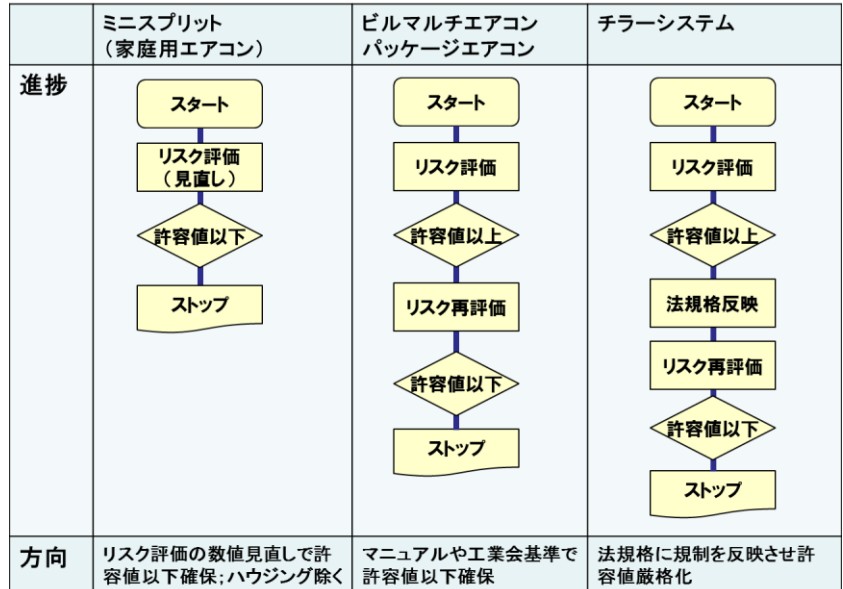 ミニスプリット
（家庭用エアコン）
ビルマルチエアコン
パッケージエアコン
チラーシステム
進捗
スタート
リスク評価
（見直し）
許容値以下
ストップ
スタート
リスク評価
許容値以上
リスク再評価
許容値以下
ストップ
スタート
リスク評価
許容値以上
法規格反映
リスク再評価
許容値以下
ストップ
方向
リスク評価の数値見直しで許
容値以下確保;ハウジング除く
マニュアルや工業会基準で
許容値以下確保
法規格に規制を反映させ許
容値厳格化